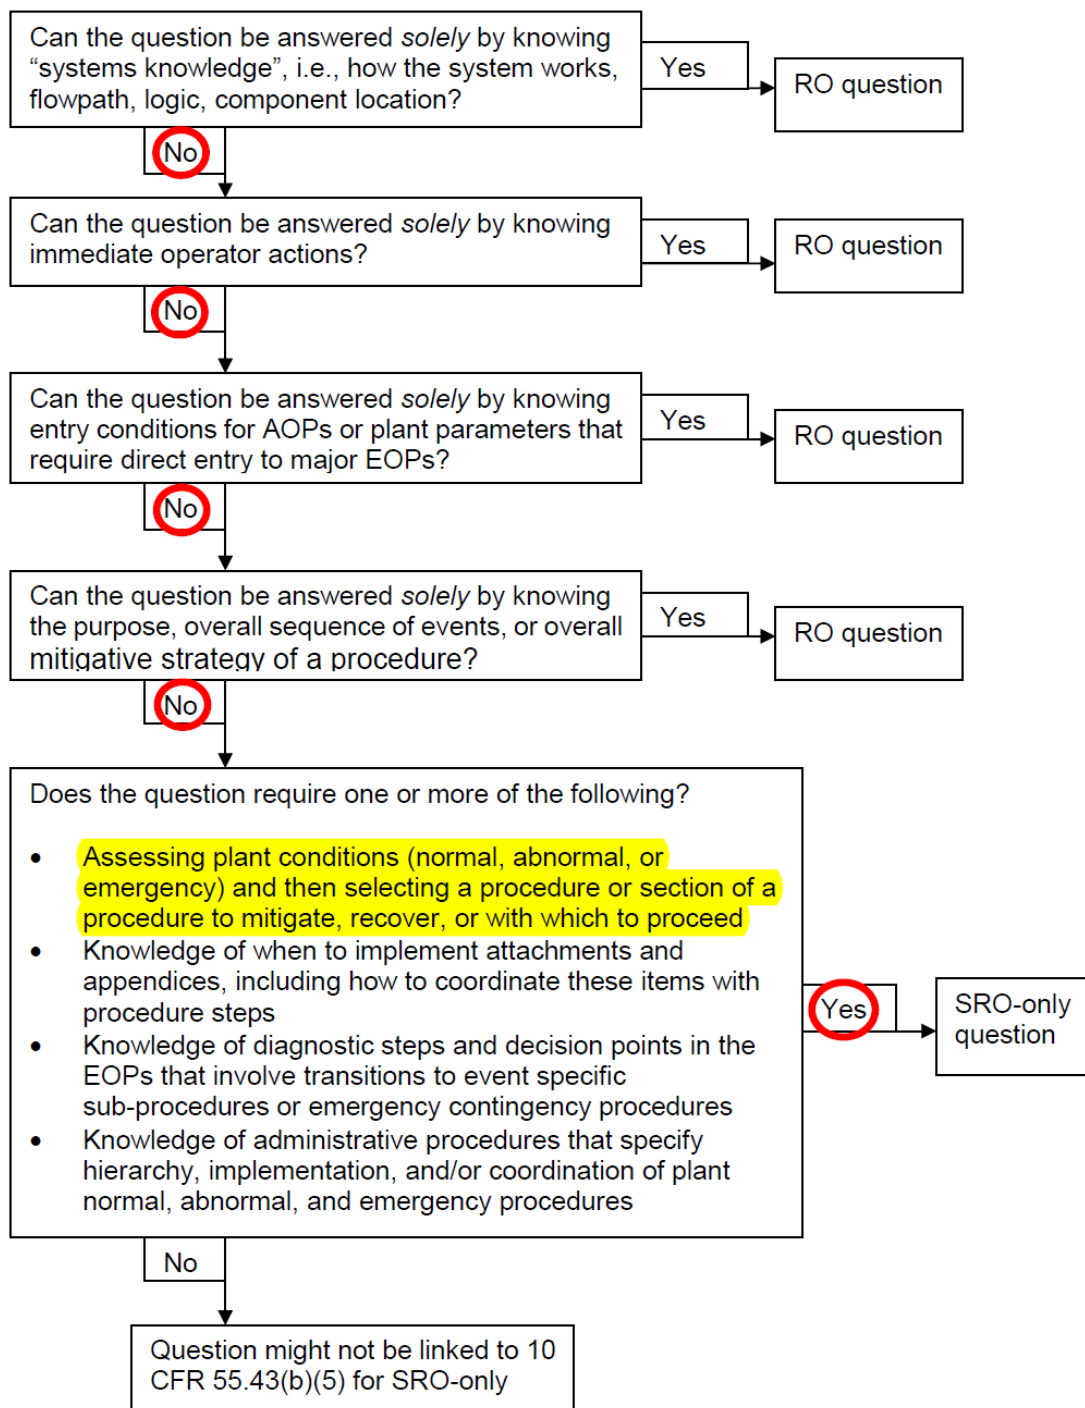 Can the question be answered solely by knowing
“systems knowledge”, i.e., how the system works,
flowpath, logic, component location?
Yes
RO question
No
Can the question be answered solely by knowing
immediate operator actions?
Yes
RO question
No
Can the question be answered solely by knowing
entry conditions for AOPs or plant parameters that
require direct entry to major EOPs?
Yes
RO question
No
Can the question be answered solely by knowing
the purpose, overall sequence of events, or overall
mitigative strategy of a procedure?
Yes
RO question
No
Does the question require one or more of the following?
• Assessing plant conditions (normal, abnormal, or
emergency) and then selecting a procedure or section of a
procedure to mitigate, recover, or with which to proceed
• Knowledge of when to implement attachments and
appendices, including how to coordinate these items with
procedure steps
• Knowledge of diagnostic steps and decision points in the
EOPs that involve transitions to event specific
sub-procedures or emergency contingency procedures
• Knowledge of administrative procedures that specify
hierarchy, implementation, and/or coordination of plant
normal, abnormal, and emergency procedures
Yes
SRO-only
question
No
Question might not be linked to 10
CFR 55.43(b)(5) for SRO-only